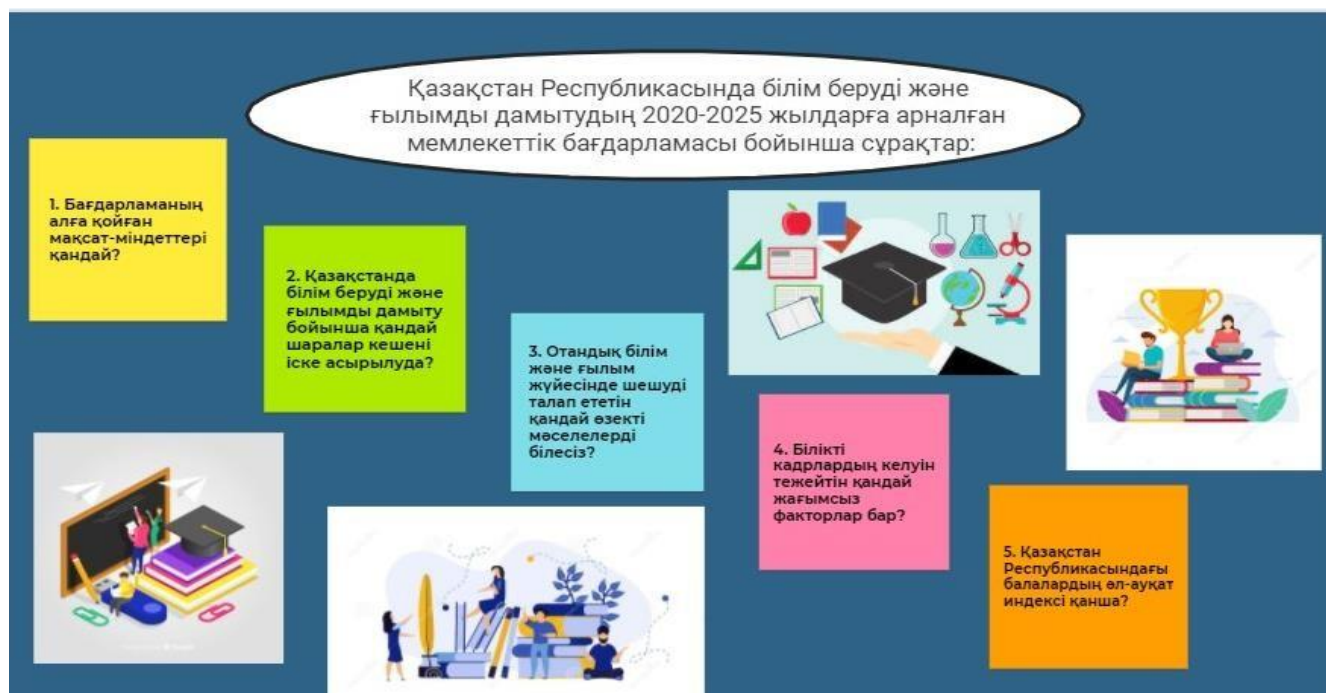 Қазақстан Республикасында білім беруді және
ғылымды дамытудың 2020-2025 жылдарға арналған
мемлекеттік бағдарламасы бойынша сұрақтар:
1. Бағдарламаның
алға қойған
мақсат-міндеттері
қандай?
2. Қазақстанда
білім беруді және
ғылымды дамыту
бойынша қандай
шаралар кешені
іске асырылуда?
3. Отандық білім
және ғылым
жүйесінде шешуді
талап ететін
қандай өзекті
мәселелерді
білесіз?
4. Білікті
кадрлардың келуін
тежейтін қандай
жағымсыз
факторлар бар?
5. Қазақстан
Республикасындағы
балалардың әл-ауқат
индексі қанша?